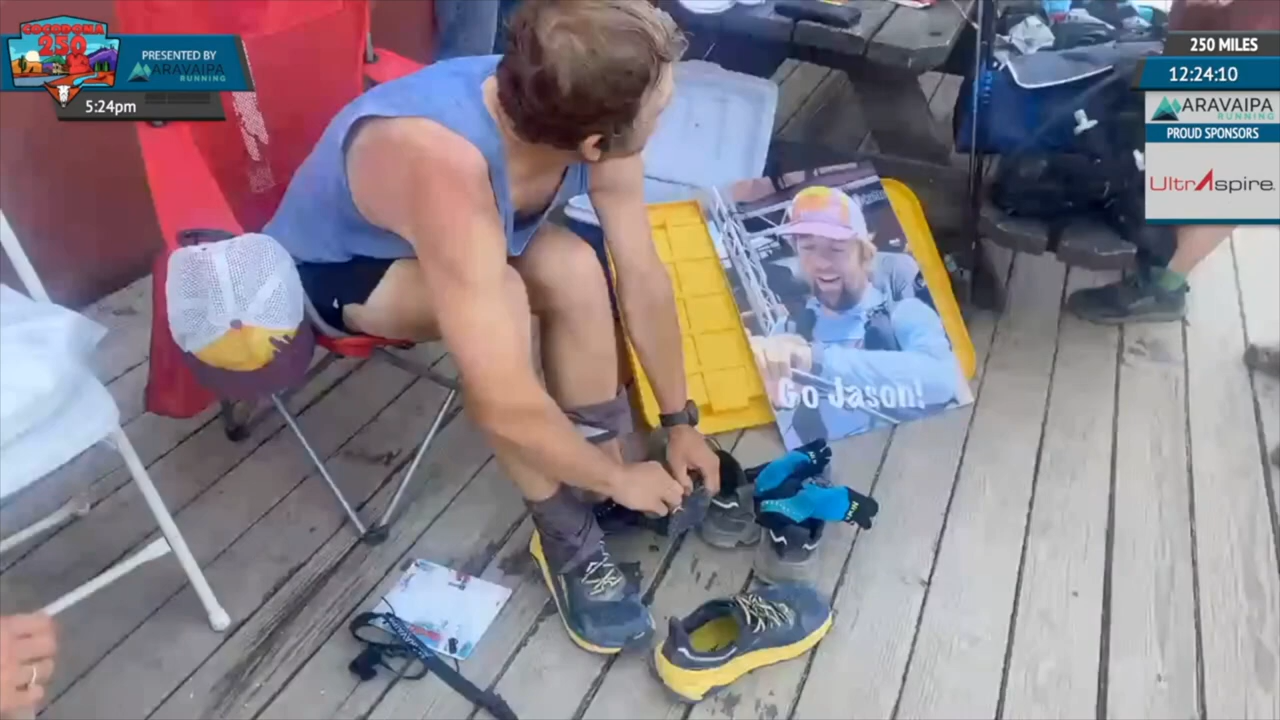 COCODONA
250
PRESENTED BY
ARAVAIPA
RUNNING
5:24pm
250 MILES
12:24:10
ARAVAIPA
RUNNING
PROUD SPONSORS
UltrAspire.
Go Jason!